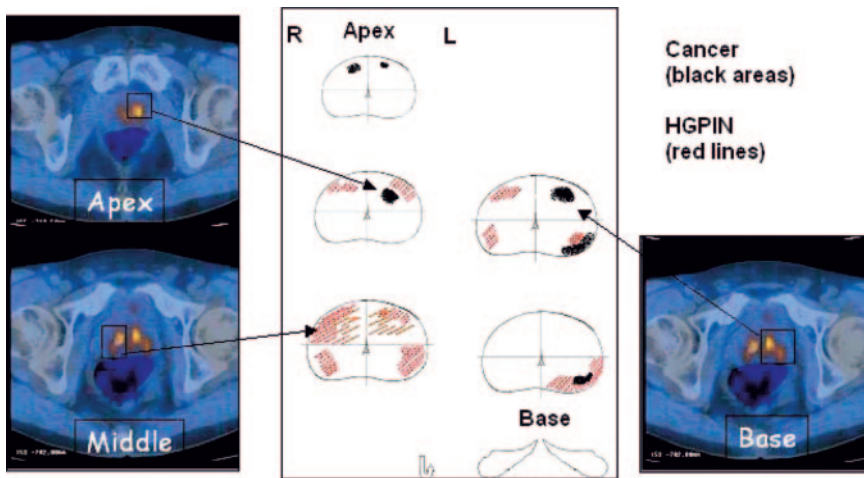 R
Apex
L
Cancer
(black areas)
HGPIN
(red lines)
Apex
Middle
Base
Base